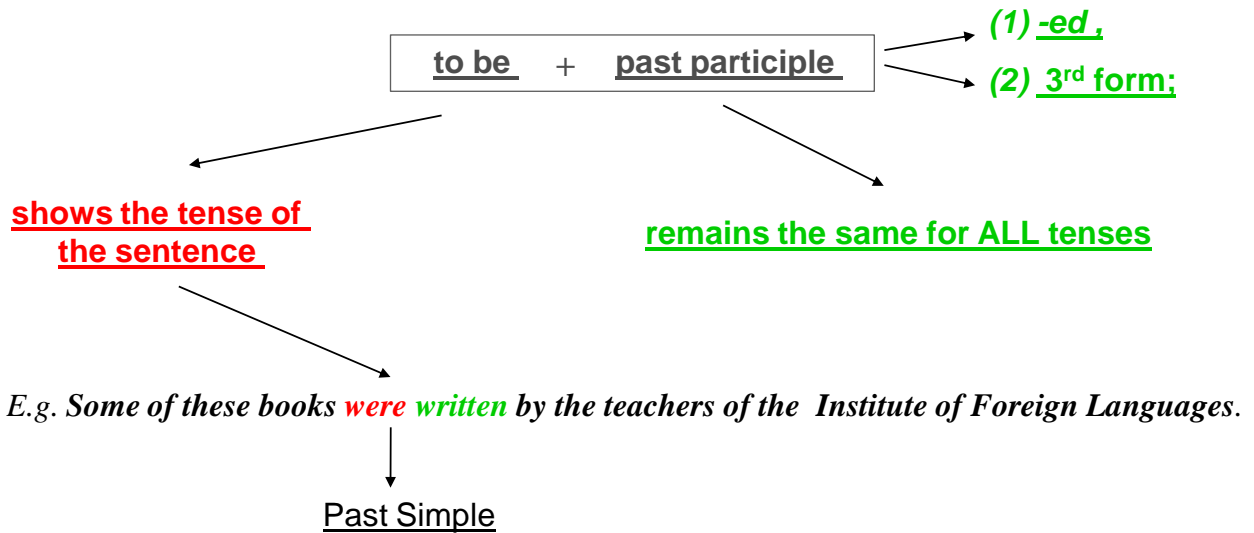 (1) -ed ,
to be + past participle
(2) 3rd form;
shows the tense of
the sentence
remains the same for ALL tenses
E.g. Some of these books were written by the teachers of the Institute of Foreign Languages.
Past Simple